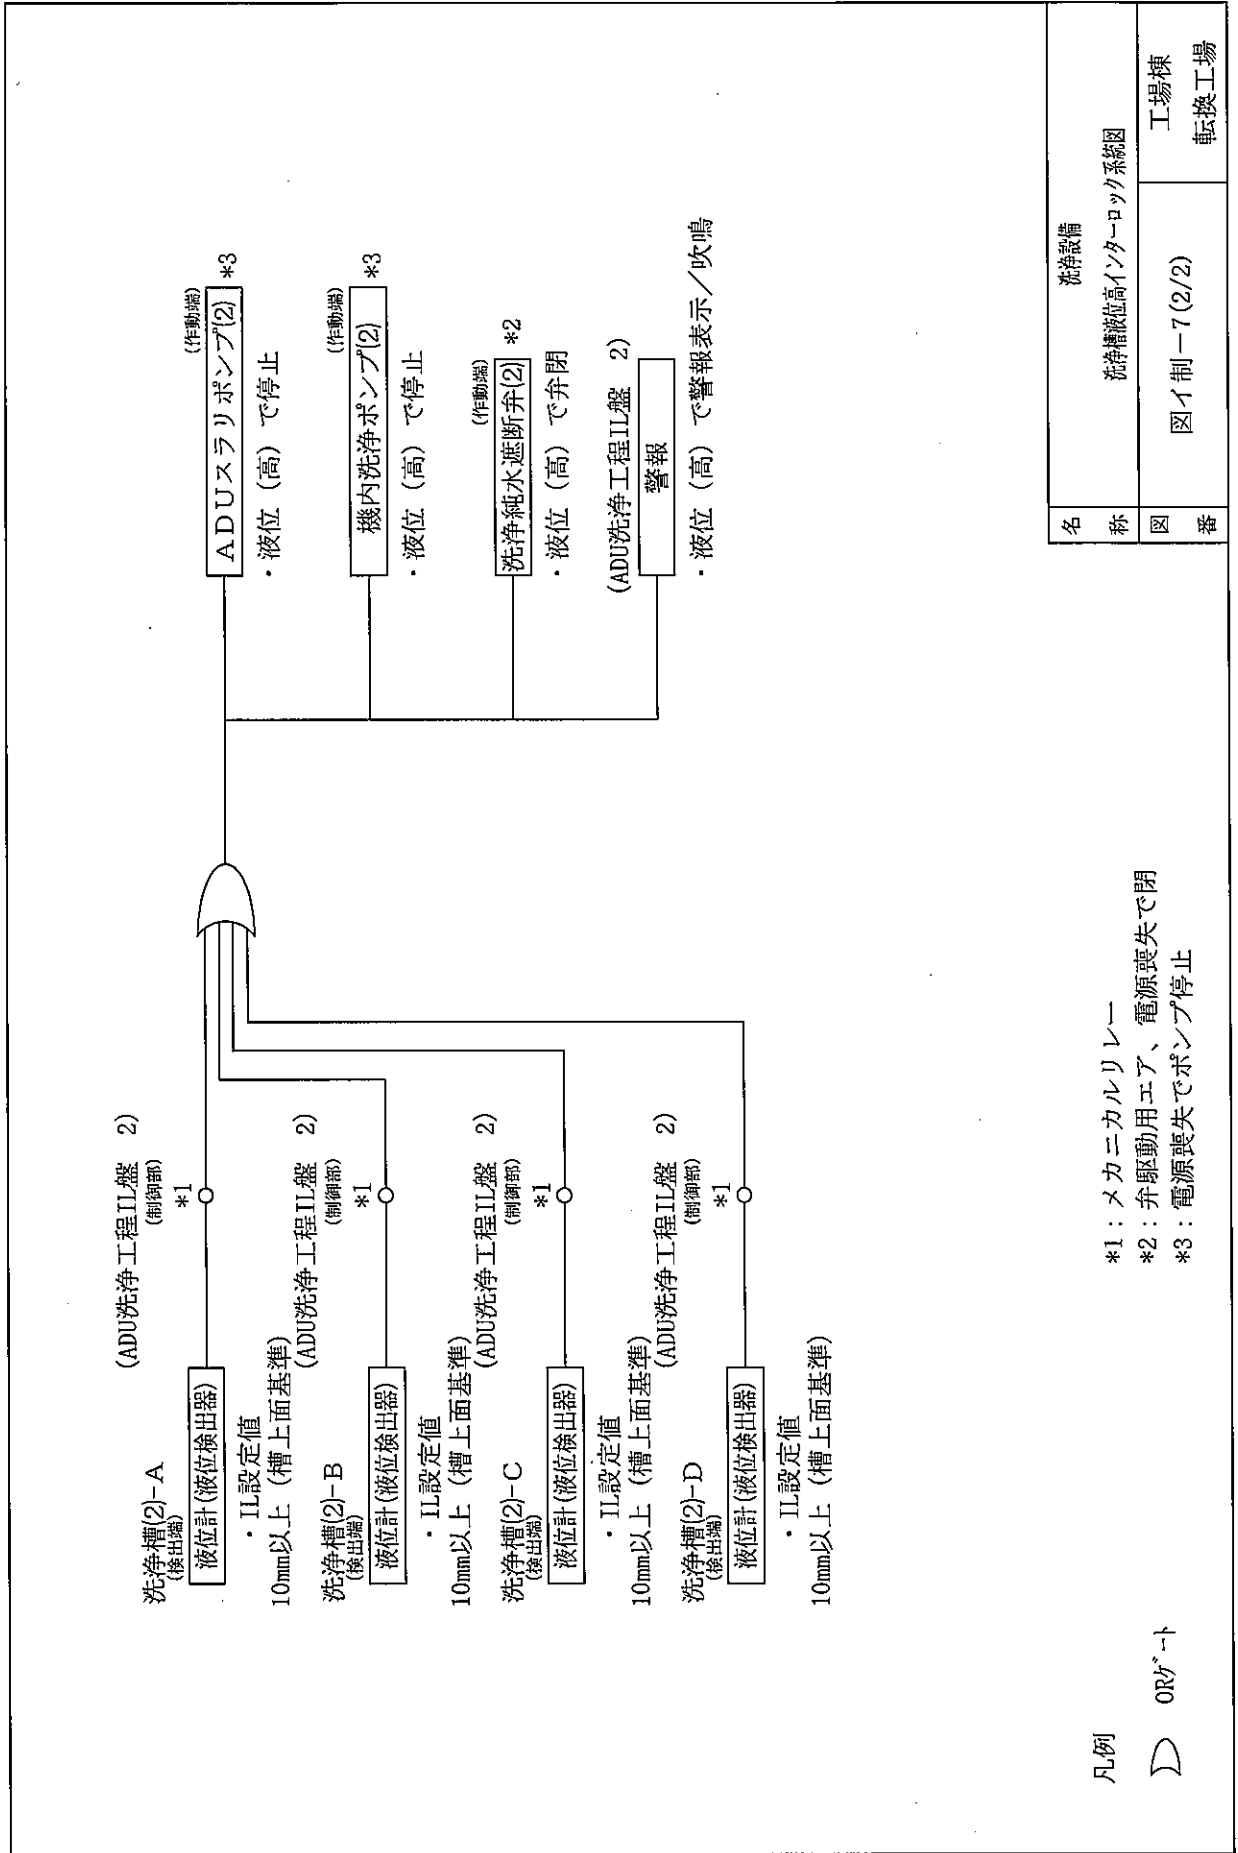 洗浄槽(2)-A
(検出端)
液位計(液位検出器)
・IL設定値
10mm以上（槽上面基準）
(ADU洗浄工程IL盤 2)
(制御部)
*1
洗浄槽(2)-B
(検出端)
液位計(液位検出器)
・IL設定値
10mm以上（槽上面基準）
(ADU洗浄工程IL盤 2)
(制御部)
*1
洗浄槽(2)-C
(検出端)
液位計(液位検出器)
・IL設定値
10mm以上（槽上面基準）
(ADU洗浄工程IL盤 2)
(制御部)
*1
洗浄槽(2)-D
(検出端)
液位計(液位検出器)
・IL設定値
10mm以上（槽上面基準）
(ADU洗浄工程IL盤 2)
(制御部)
*1
(作動端)
ADUスラリポンプ(2) *3
・液位（高）で停止
(作動端)
機内洗浄ポンプ(2) *3
・液位（高）で停止
(作動端)
洗浄純水遮断弁(2) *2
・液位（高）で弁閉
(ADU洗浄工程IL盤 2)
警報
・液位（高）で警報表示／吹鳴
凡例
ORｹﾞｰﾄ
*1：メカニカルリレー
*2：弁駆動用エア、電源喪失で閉
*3：電源喪失でポンプ停止
名称
洗浄設備
洗浄槽液位高インターロック系統図
図番
図イ制－7(2/2)
工場棟
転換工場